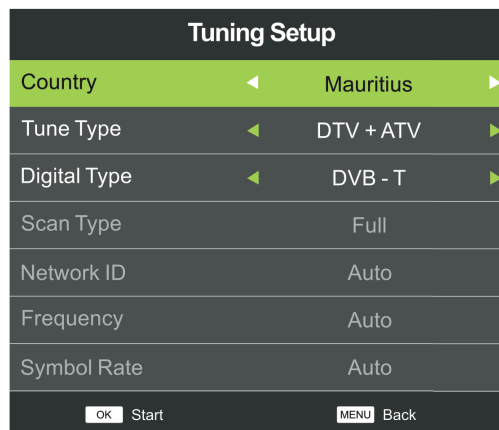 Tuning Setup
Country Mauritius
Tune Type DTV + ATV
Digital Type DVB - T
Scan Type Full
Network ID Auto
Frequency Auto
Symbol Rate Auto
OK Start MENU Back